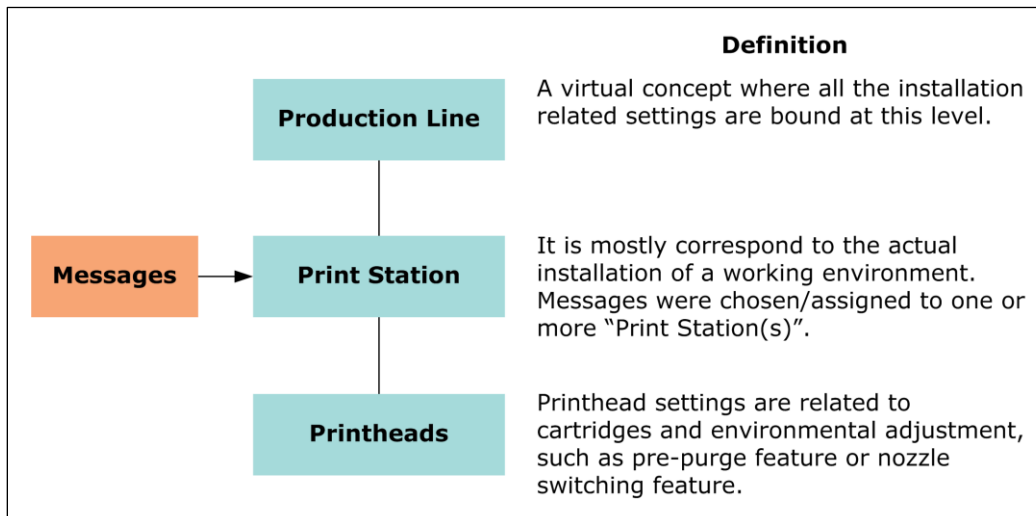 Definition
Production Line
A virtual concept where all the installation
related settings are bound at this level.
Messages
Print Station
It is mostly correspond to the actual
installation of a working environment.
Messages were chosen/assigned to one or
more “Print Station(s)”.
Printheads
Printhead settings are related to
cartridges and environmental adjustment,
such as pre-purge feature or nozzle
switching feature.